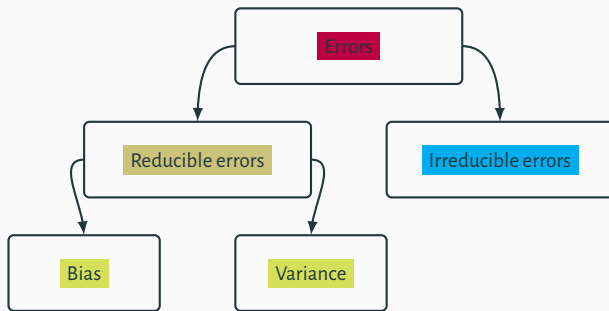 Errors
Reducible errors
Irreducible errors
Bias
Variance